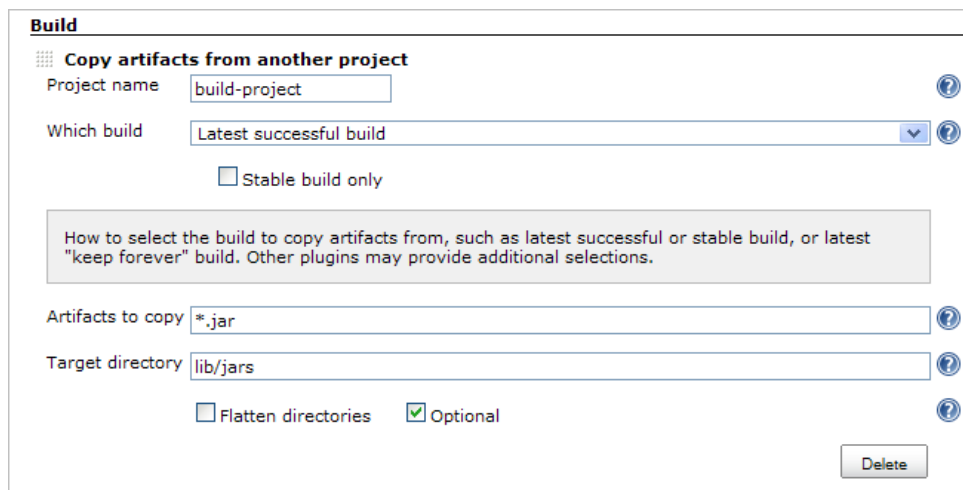 Build
Copy artifacts from another project
Project name build-project
Which build Latest successful build
Stable build only
How to select the build to copy artifacts from, such as latest successful or stable build, or latest
"keep forever" build. Other plugins may provide additional selections.
Artifacts to copy *.jar
Target directory lib/jars
Flatten directories Optional
Delete